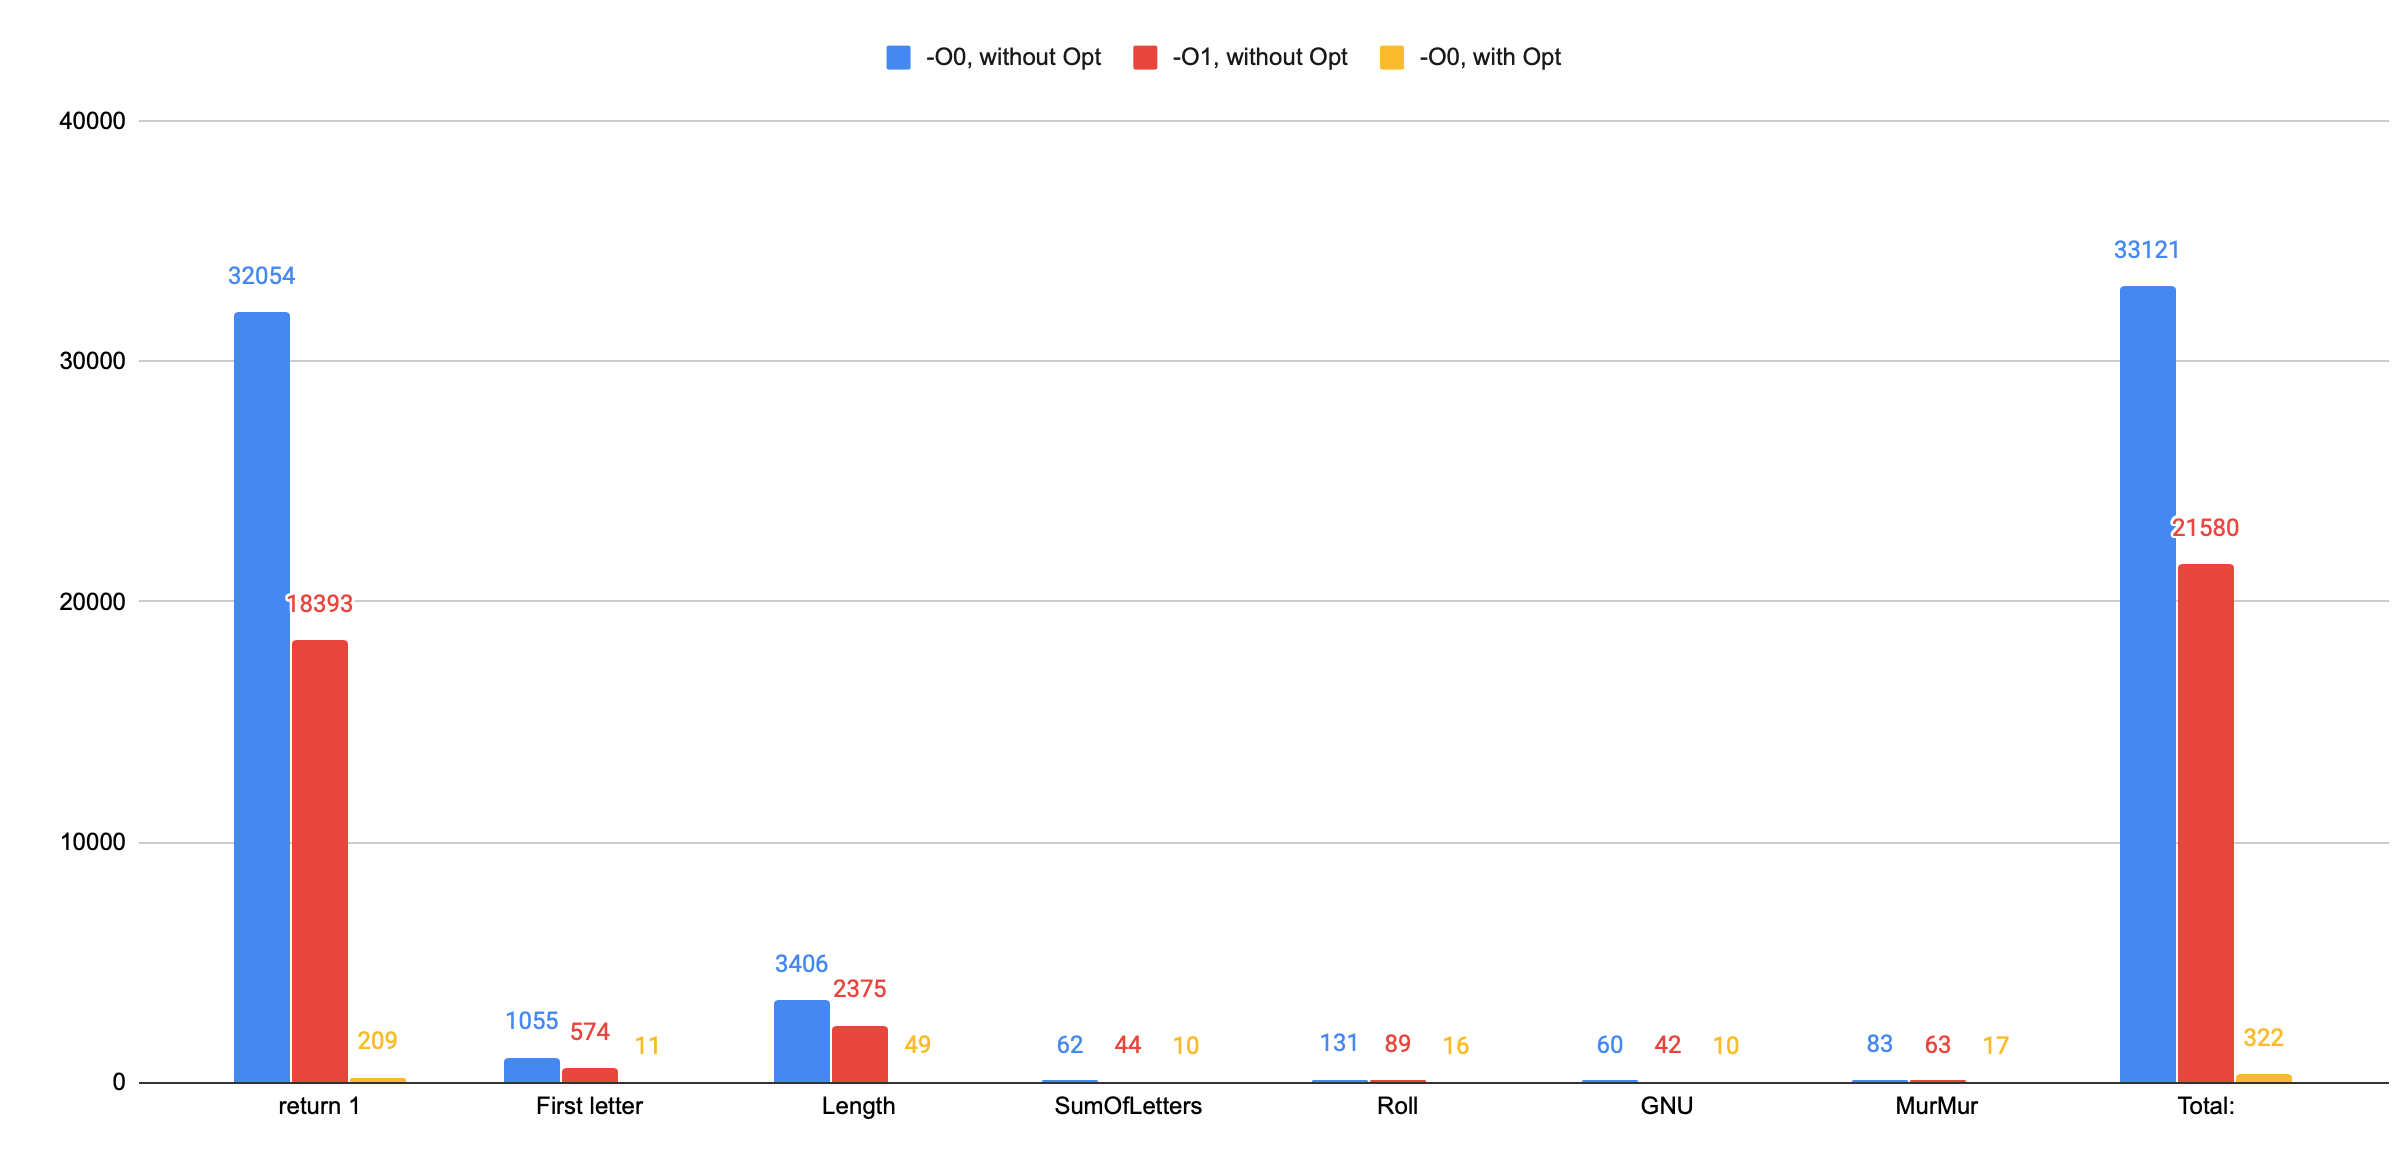 -O0, without Opt -O1, without Opt -O0, with Opt
40000
30000
20000
10000
0
32054 18393 209
1055 574 11
3406 2375 49
62 44 10
131 89 16
60 42 10
83 63 17
33121 21580 322
return 1 First letter Length SumOfLetters Roll GNU MurMur Total: